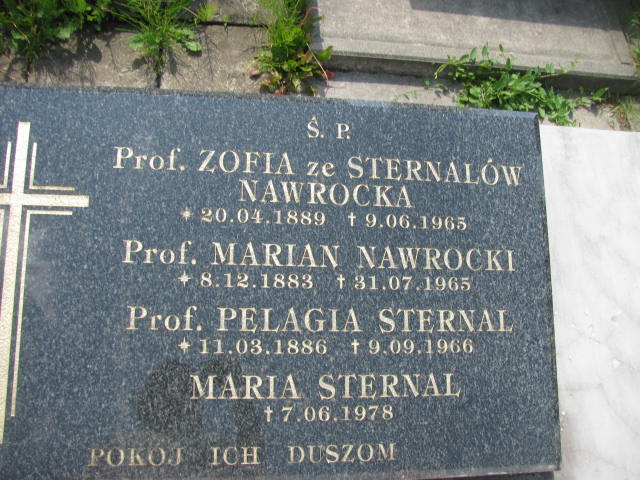 Ś. P.
Prof. ZOFIA ze STERNALÓW
NAWROCKA
* 20.04.1889 † 9.06.1965
Prof. MARIAN NAWROCKI
* 8.12.1883 † 31.07.1965
Prof. PELAGIA STERNAL
* 11.03.1886 † 9.09.1966
MARIA STERNAL
† 7.06.1978
POKÓJ ICH DUSZOM